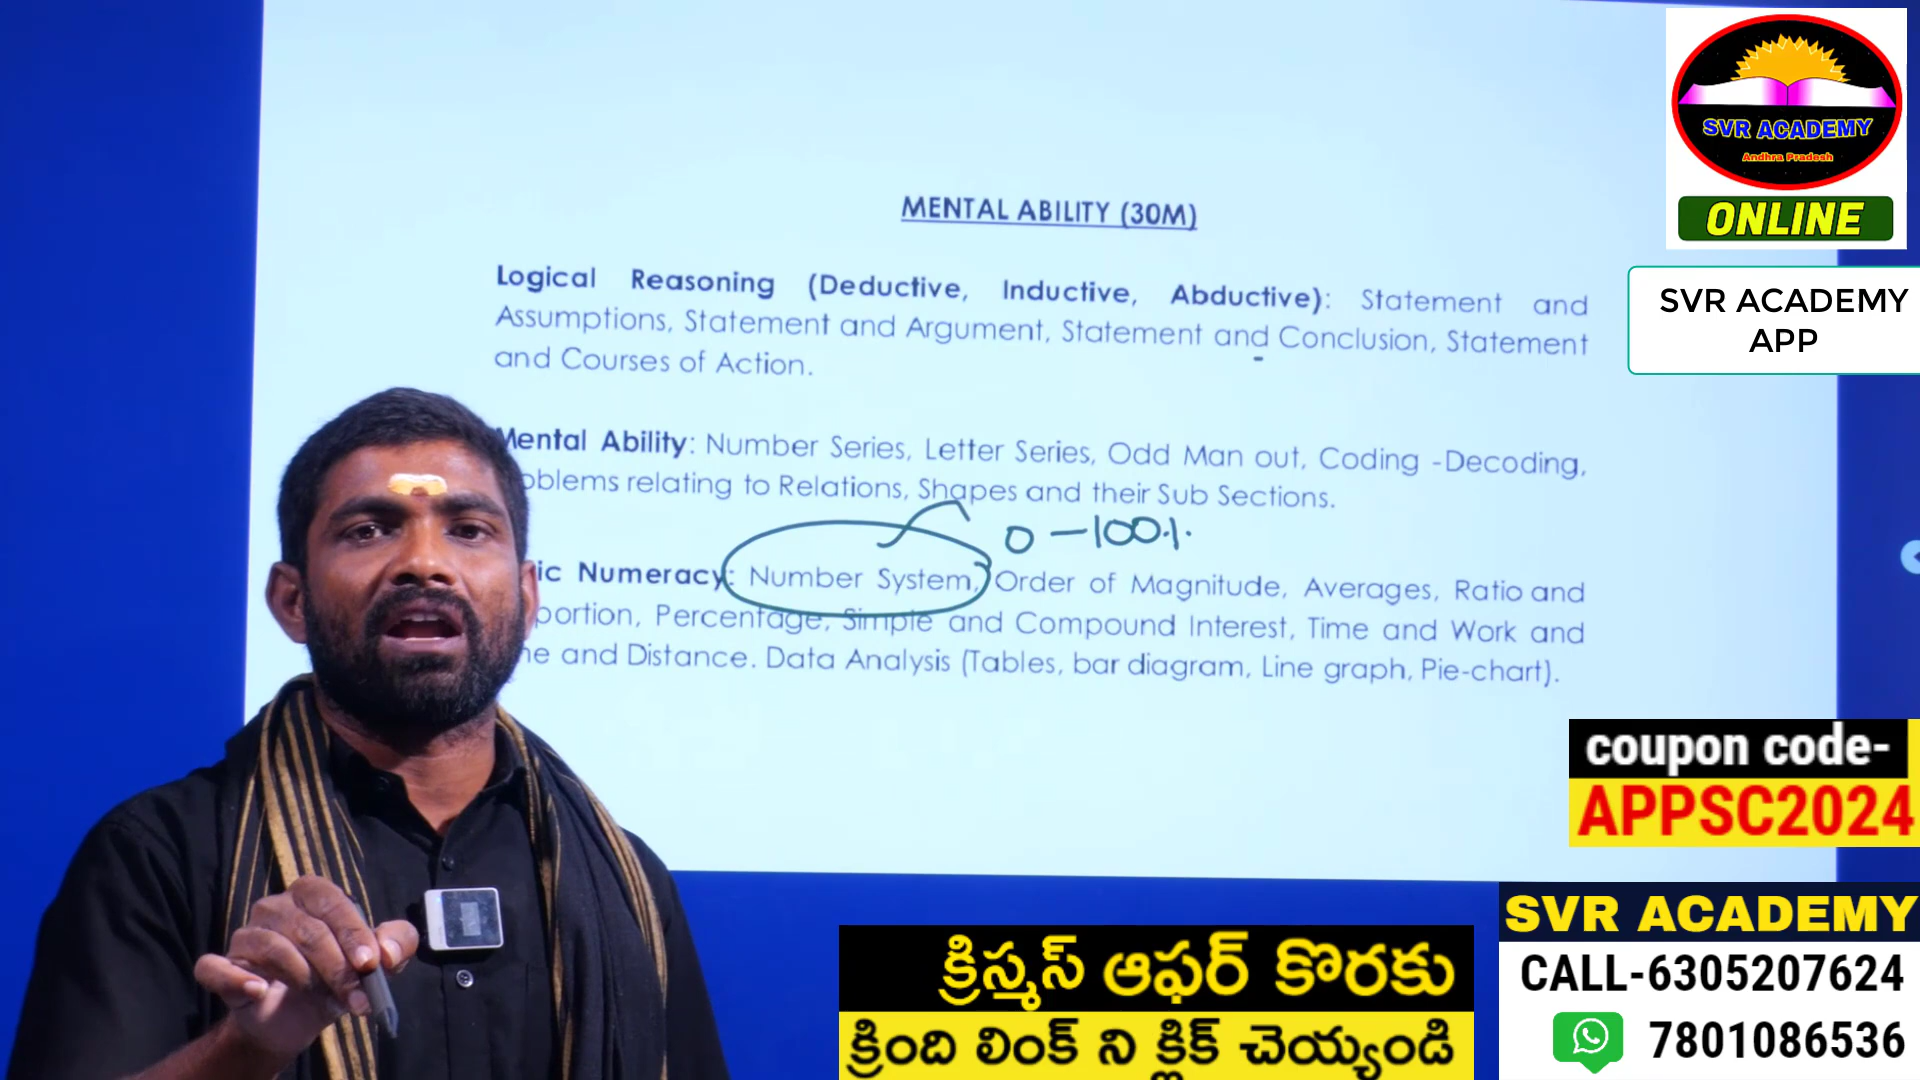 MENTAL ABILITY (30M)
Logical Reasoning (Deductive, Inductive, Abductive): Statement and
Assumptions, Statement and Argument, Statement and Conclusion, Statement
and Courses of Action.
Mental Ability: Number Series, Letter Series, Odd Man out, Coding -Decoding,
oblems relating to Relations, Shapes and their Sub Sections.
0 - 100%
ic Numeracy: Number System, Order of Magnitude, Averages, Ratio and
portion, Percentage, Simple and Compound Interest, Time and Work and
ne and Distance. Data Analysis (Tables, bar diagram, Line graph, Pie-chart).
SVR ACADEMY
Andhra Pradesh
ONLINE
SVR ACADEMY
APP
coupon code-
APPSC2024
క్రిస్మస్ ఆఫర్ కొరకు
క్రింది లింక్ ని క్లిక్ చెయ్యండి
SVR ACADEMY
CALL-6305207624
7801086536